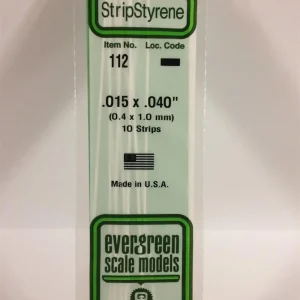 StripStyrene
Item No. Loc. Code
112
.015 x .040"
(0.4 x 1.0 mm)
10 Strips
Made in U.S.A.
evergreen
scale models